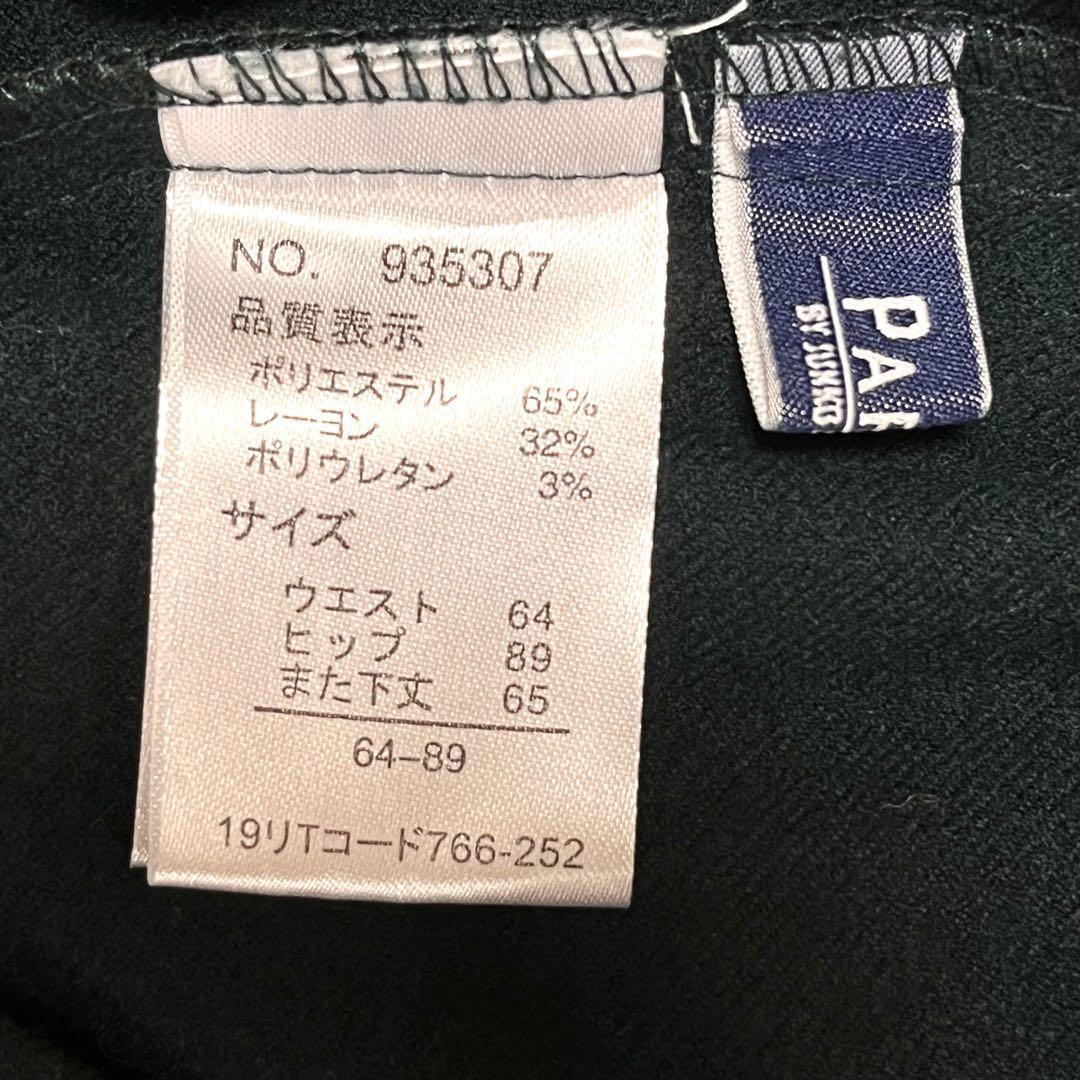 NO. 935307
品質表示
ポリエステル 65%
レーヨン 32%
ポリウレタン 3%
サイズ
ウエスト 64
ヒップ 89
また下丈 65
64-89
19リTコード766-252
BY